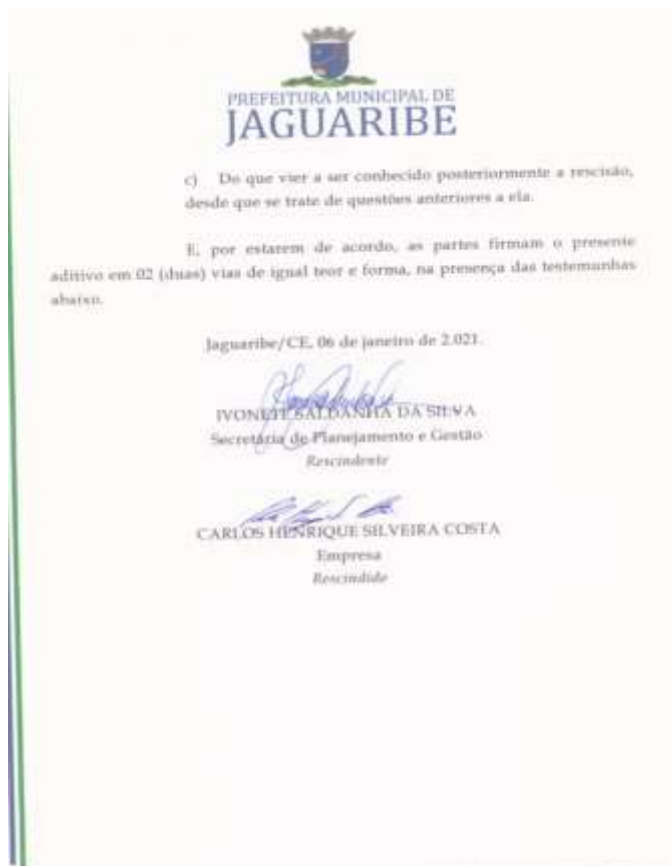 PREFEITURA MUNICIPAL DE
JAGUARIBE
c) Do que vier a ser conhecido posteriormente a rescisão,
desde que se trate de questões anteriores a ela.
E, por estarem de acordo, as partes firmam o presente
aditivo em 02 (duas) vias de igual teor e forma, na presença das testemunhas
abaixo.
Jaguaribe/CE, 06 de janeiro de 2.021.
IVONETE SALDANHA DA SILVA
Secretária de Planejamento e Gestão
Rescindente
CARLOS HENRIQUE SILVEIRA COSTA
Empresa
Rescindida